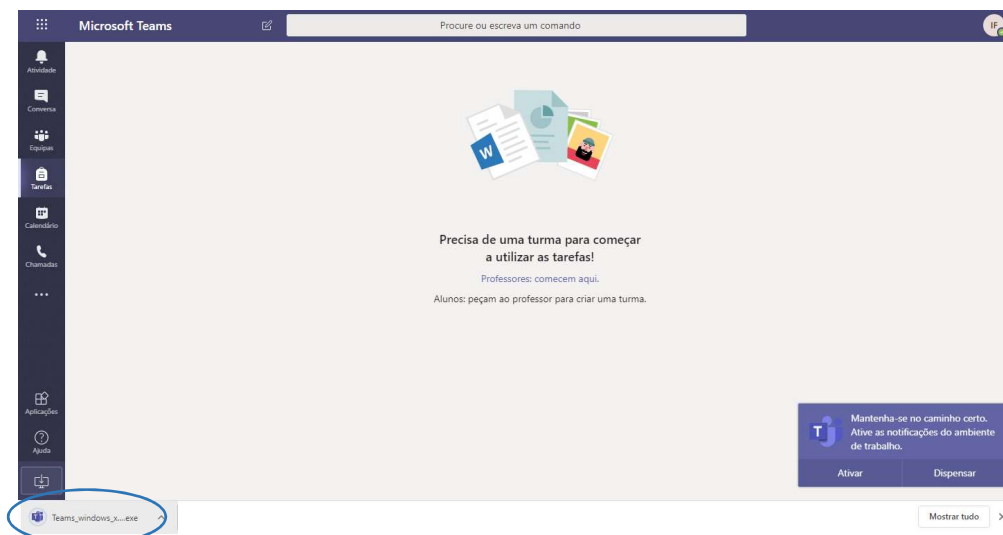 Microsoft Teams
Procure ou escreva um comando
IF
Atividade
Conversa
Equipas
Tarefas
Calendário
Chamadas
W
Precisa de uma turma para começar
a utilizar as tarefas!
Professores: comecem aqui.
Alunos: peçam ao professor para criar uma turma.
Aplicações
Ajuda
T
Mantenha-se no caminho certo.
Ative as notificações do ambiente
de trabalho.
Ativar
Dispensar
Teams_windows_x....exe
Mostrar tudo